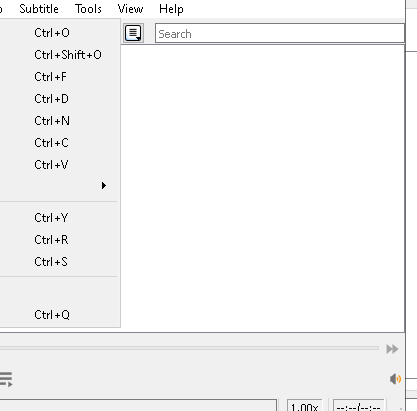 Subtitle Tools View Help
Ctrl+O
Search
Ctrl+Shift+O
Ctrl+F
Ctrl+D
Ctrl+N
Ctrl+C
Ctrl+V
Ctrl+Y
Ctrl+R
Ctrl+S
Ctrl+Q
1.00x --:--/--:--